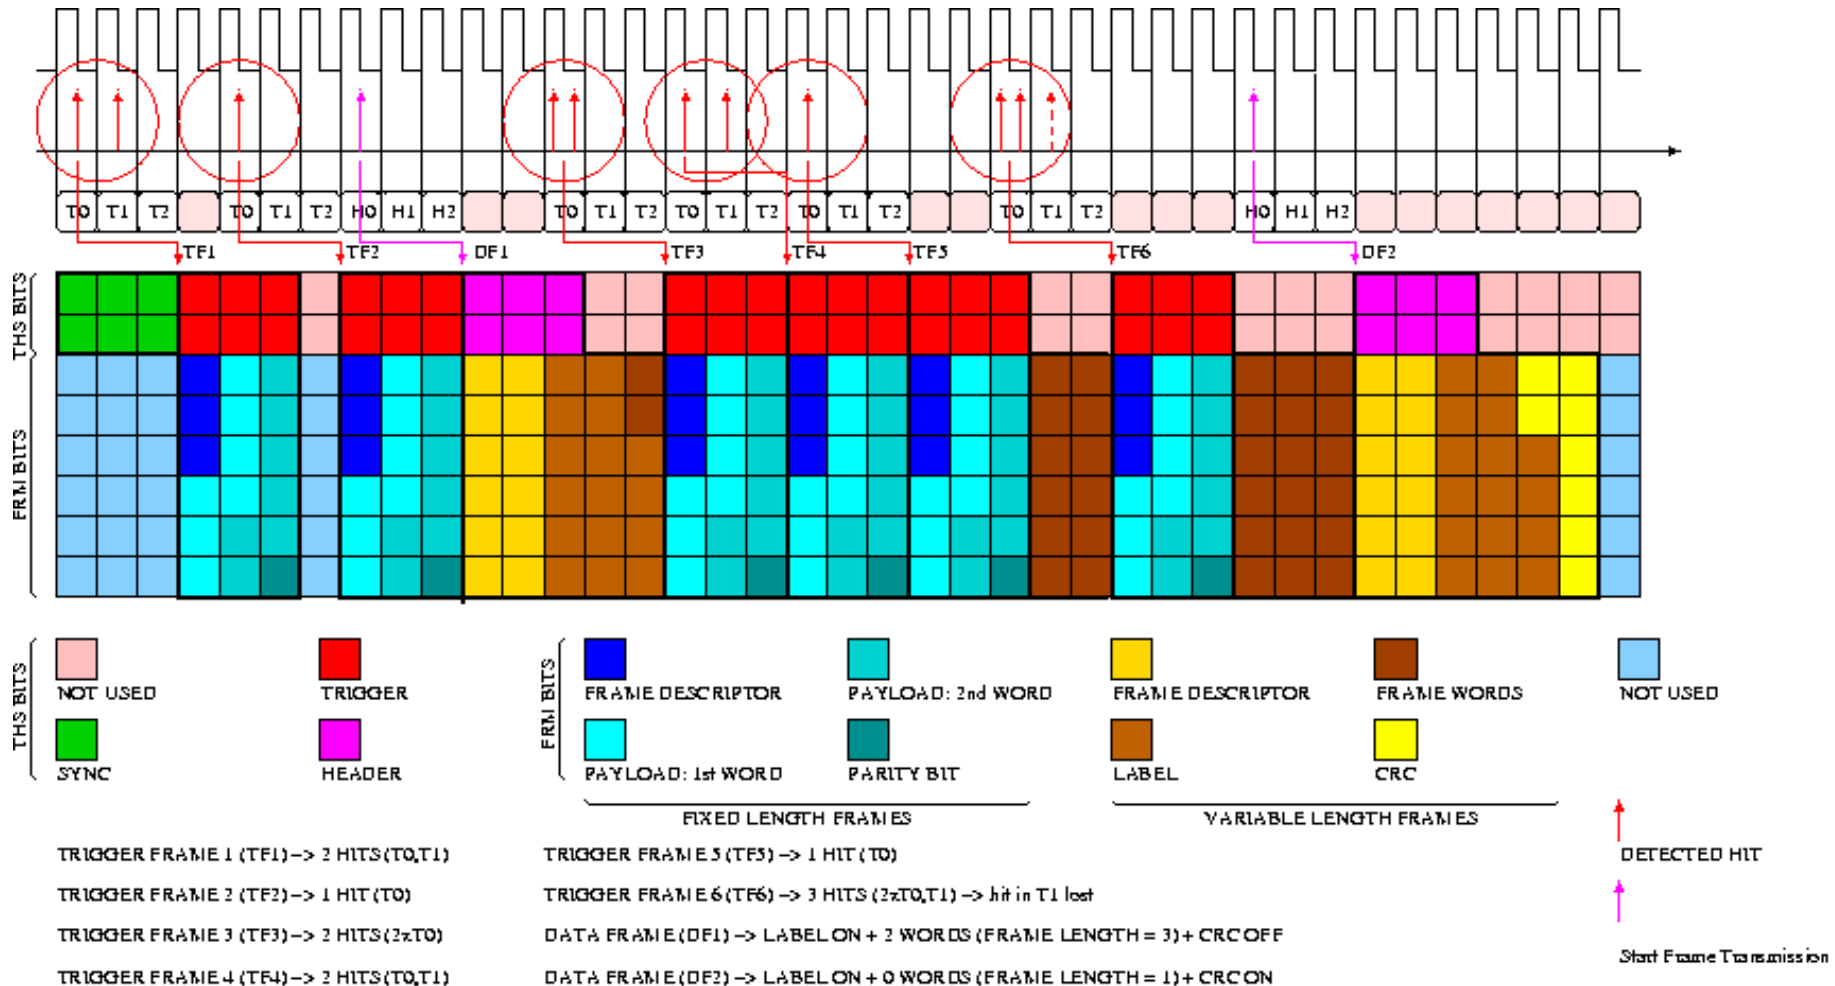 T0 T1 T2 T0 T1 T2 H0 H1 H2 T0 T1 T2 T0 T1 T2 T0 T1 T2 T0 T1 T2 H0 H1 H2
TF1 TF2 DF1 TF3 TF4 TF5 TF6 DF2
THS BITS
FRM BITS
THS BITS
NOT USED
TRIGGER
SYNC
HEADER
FRM BITS
FRAME DESCRIPTOR
PAYLOAD: 2nd WORD
FRAME DESCRIPTOR
FRAME WORDS
NOT USED
PAYLOAD: 1st WORD
PARITY BIT
LABEL
CRC
FIXED LENGTH FRAMES
VARIABLE LENGTH FRAMES
TRIGGER FRAME 1 (TF1) --> 2 HITS (T0,T1)
TRIGGER FRAME 2 (TF2) --> 1 HIT (T0)
TRIGGER FRAME 3 (TF3) --> 2 HITS (2xT0)
TRIGGER FRAME 4 (TF4) --> 2 HITS (T0,T1)
TRIGGER FRAME 5 (TF5) --> 1 HIT (T0)
TRIGGER FRAME 6 (TF6) --> 3 HITS (2xT0,T1) --> hit in T1 lost
DATA FRAME (DF1) --> LABEL ON + 2 WORDS (FRAME LENGTH = 3) + CRC OFF
DATA FRAME (DF2) --> LABEL ON + 0 WORDS (FRAME LENGTH = 1) + CRC ON
DETECTED HIT
Start Frame Transmission